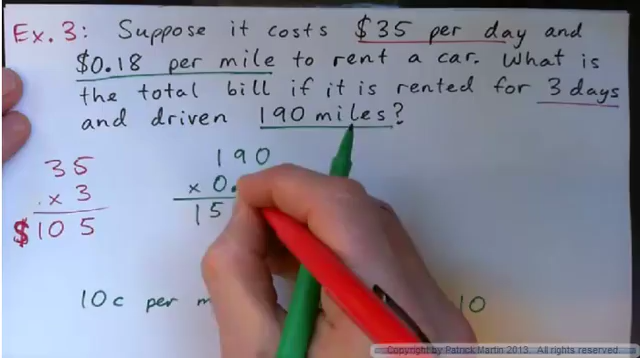 Ex. 3: Suppose it costs $35 per day and
$0.18 per mile to rent a car. What is
the total bill if it is rented for 3 days
and driven 190 miles?
35
x 3
$105
190
x 0.
15
10c per m
10
Copyright by Patrick Martin 2013. All rights reserved.